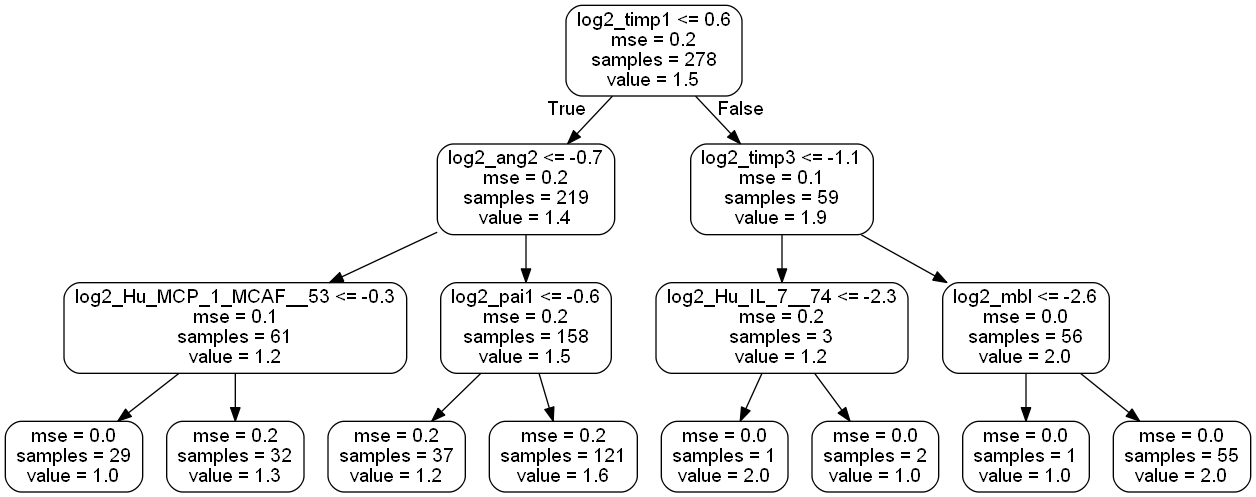 log2_timp1 <= 0.6
mse = 0.2
samples = 278
value = 1.5
True
False
log2_ang2 <= -0.7
mse = 0.2
samples = 219
value = 1.4
log2_timp3 <= -1.1
mse = 0.1
samples = 59
value = 1.9
log2_Hu_MCP_1_MCAF__53 <= -0.3
mse = 0.1
samples = 61
value = 1.2
log2_pai1 <= -0.6
mse = 0.2
samples = 158
value = 1.5
log2_Hu_IL_7__74 <= -2.3
mse = 0.2
samples = 3
value = 1.2
log2_mbl <= -2.6
mse = 0.0
samples = 56
value = 2.0
mse = 0.0
samples = 29
value = 1.0
mse = 0.2
samples = 32
value = 1.3
mse = 0.2
samples = 37
value = 1.2
mse = 0.2
samples = 121
value = 1.6
mse = 0.0
samples = 1
value = 2.0
mse = 0.0
samples = 2
value = 1.0
mse = 0.0
samples = 1
value = 1.0
mse = 0.0
samples = 55
value = 2.0